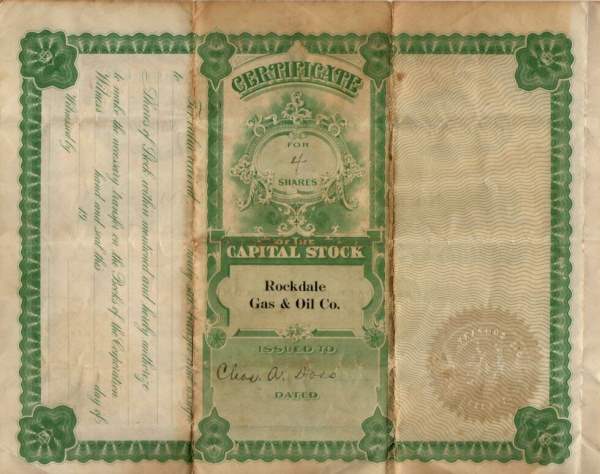 CERTIFICATE
FOR
4
SHARES
OF THE
CAPITAL STOCK
Rockdale
Gas & Oil Co.
ISSUED TO
Chas. A.
DATED
For value received
to
Shares of Stock within mentioned and hereby authorize
to make the necessary transfer on the Books of the Corporation
Witness hand and seal this day of
19
Witnessed by